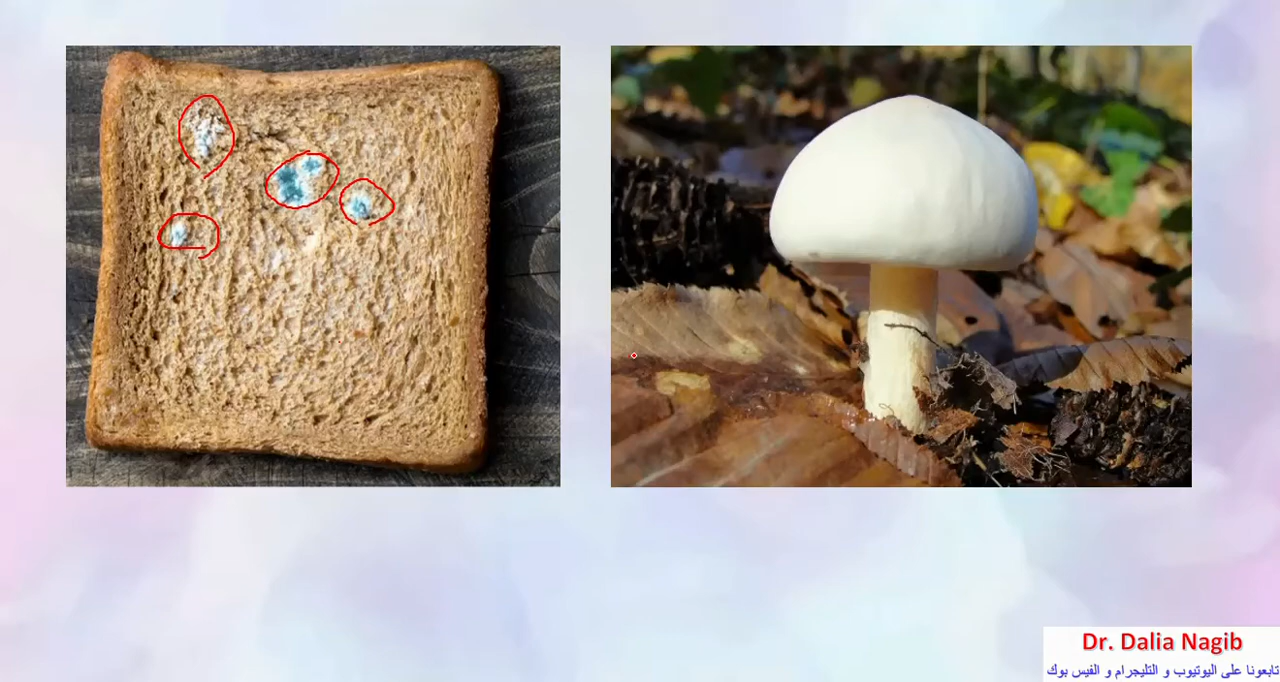 Dr. Dalia Nagib
تابعونا على اليوتيوب و التليجرام و الفيس بوك